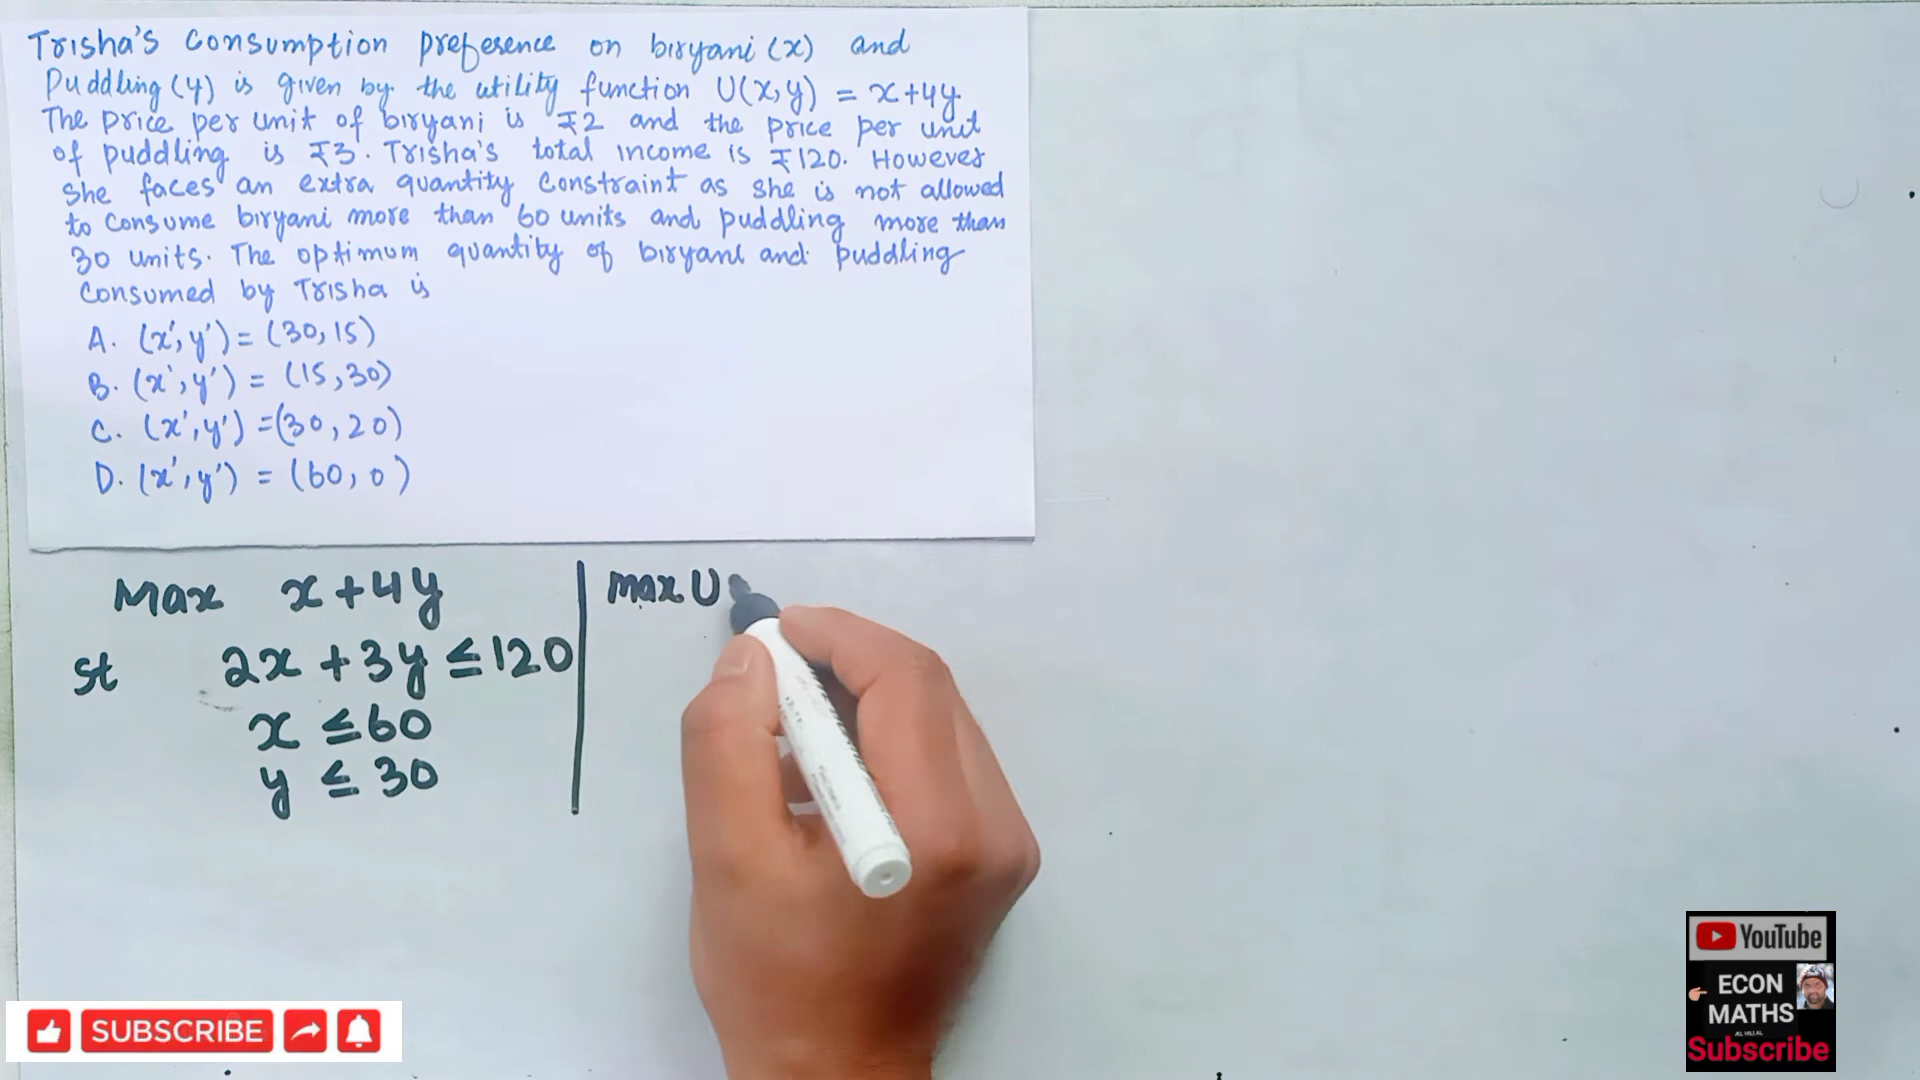 Trisha's consumption preference on biryani (x) and
Puddling (y) is given by the utility function U(x,y) = x+4y
The price per unit of biryani is ₹2 and the price per unit
of puddling is ₹3. Trisha's total income is ₹120. However
she faces an extra quantity constraint as she is not allowed
to consume biryani more than 60 units and puddling more than
30 units. The optimum quantity of biryani and puddling
consumed by Trisha is
A. (x', y') = (30, 15)
B. (x', y') = (15, 30)
C. (x', y') = (30, 20)
D. (x', y') = (60, 0)
Max x + 4y
st 2x + 3y ≤ 120
x ≤ 60
y ≤ 30
max U
SUBSCRIBE
YouTube
ECON
MATHS
Subscribe